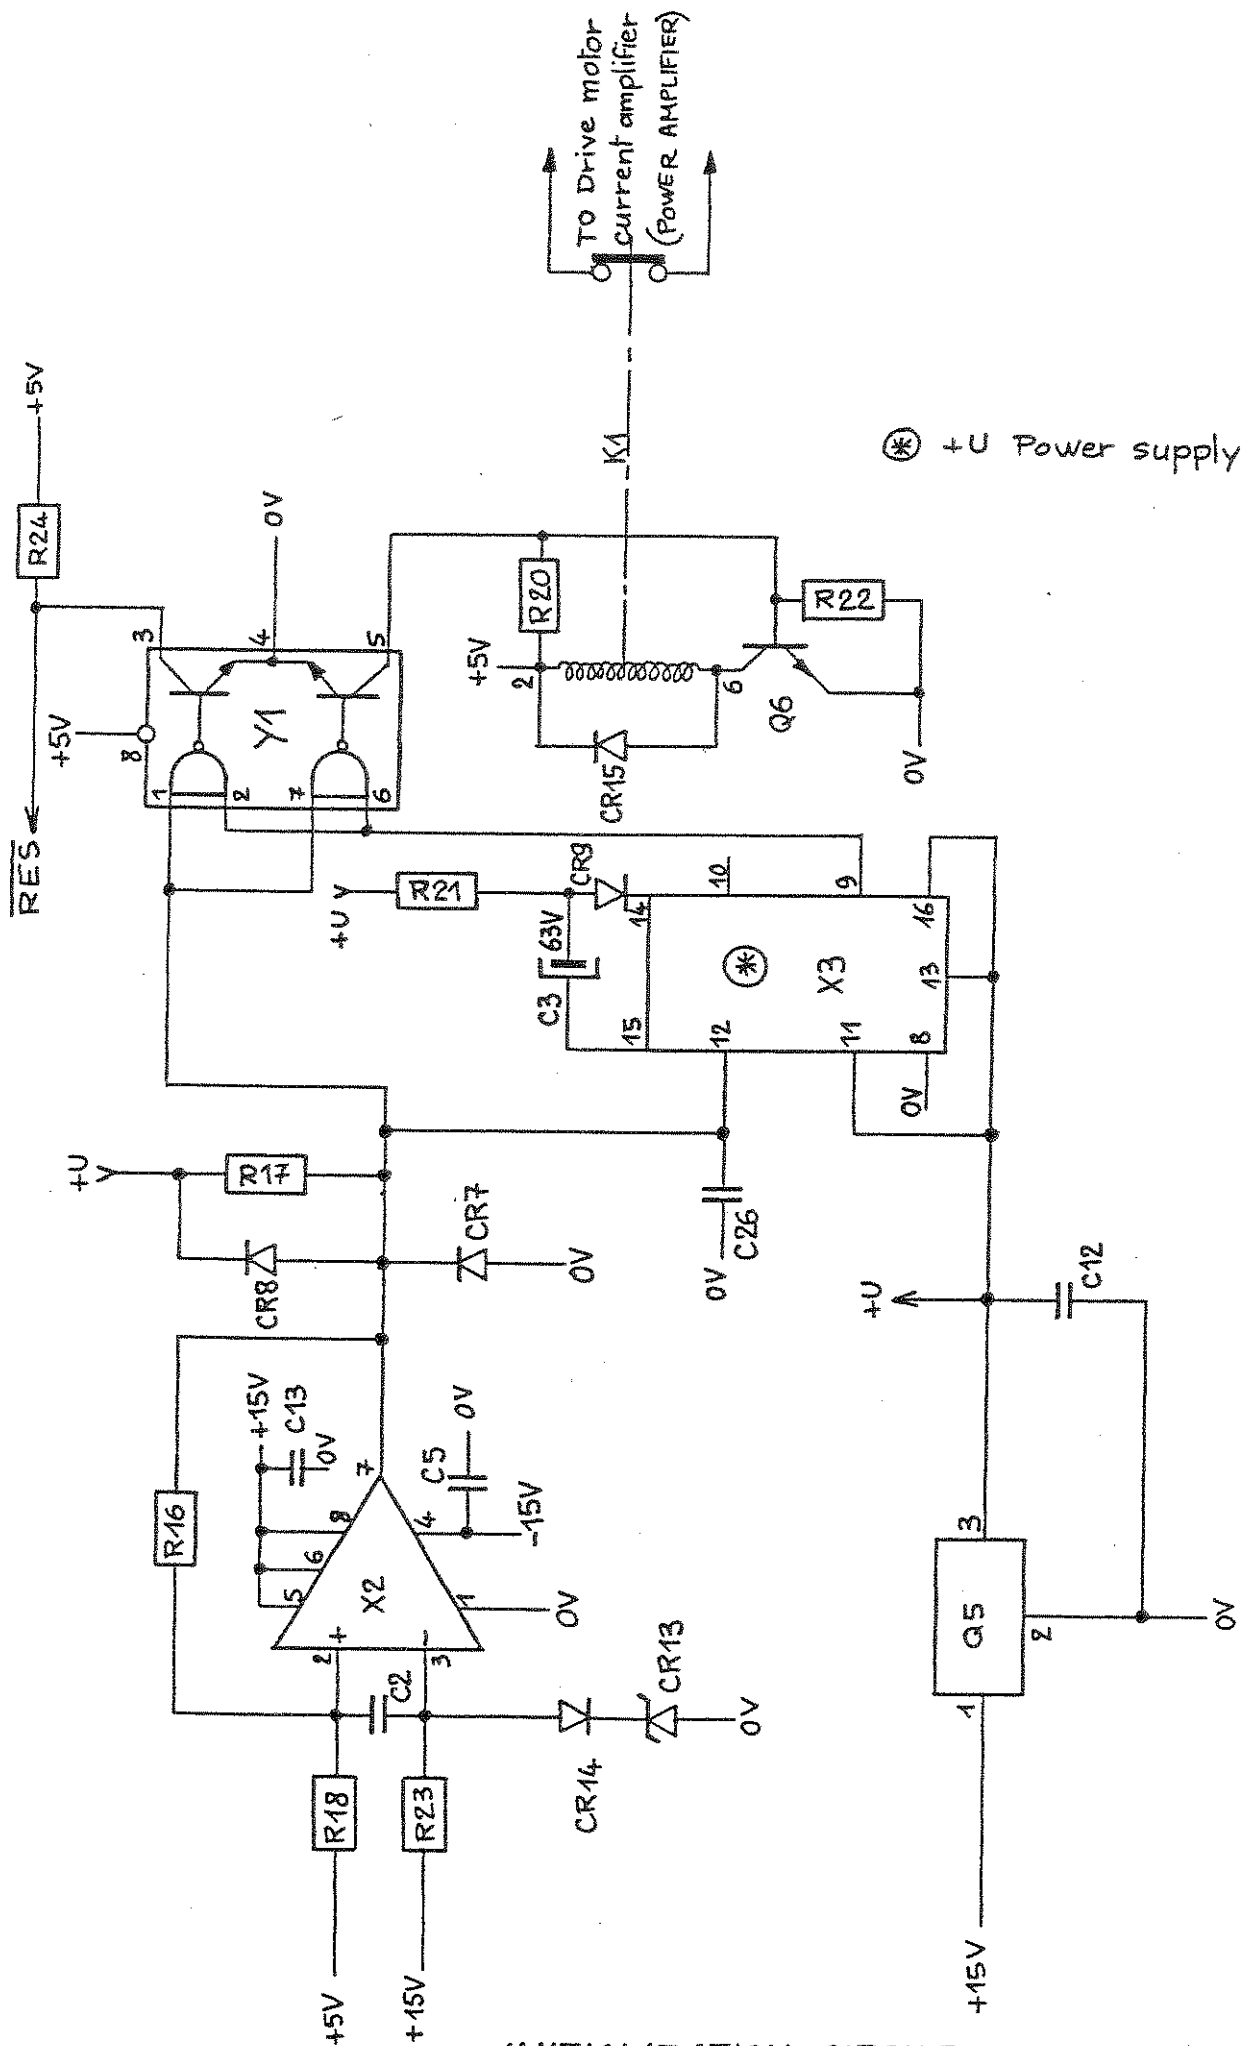 RES
R24
+5V
+5V
8
3
1
2
7
6
Y1
4
0V
5
+U
R21
CR9
C3
63V
14
15
10
9
12
11
X3
16
13
8
0V
+5V
2
R20
K1
CR15
6
Q6
R22
0V
TO Drive motor
current amplifier
(POWER AMPLIFIER)
* +U Power supply
+U
R17
CR8
CR7
0V
0V
C26
R16
+15V
C13
0V
5
6
8
7
X2
2
+
-
3
1
4
C5
0V
-15V
0V
C2
R18
R23
+5V
+15V
CR14
CR13
0V
+15V
1
Q5
3
2
0V
+U
C12